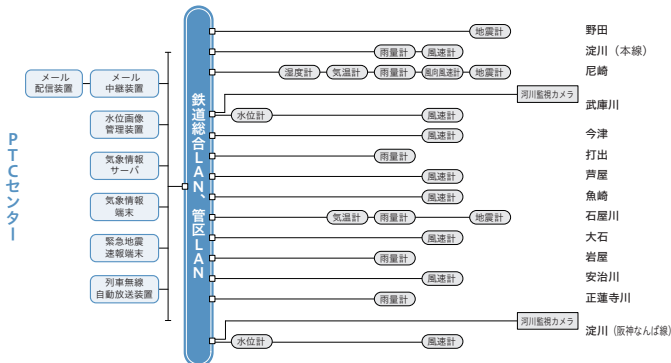 PTCセンター
メール
配信装置
メール
中継装置
水位画像
管理装置
気象情報
サーバ
気象情報
端末
緊急地震
速報端末
列車無線
自動放送装置
鉄道総合LAN、管区LAN
地震計 野田
雨量計 風速計 淀川（本線）
湿度計 気温計 雨量計 風向風速計 地震計 尼崎
河川監視カメラ
武庫川
水位計 風速計
風速計 今津
雨量計 打出
風速計 芦屋
風速計 魚崎
気温計 雨量計 地震計 石屋川
風速計 大石
雨量計 岩屋
風速計 安治川
雨量計 正蓮寺川
河川監視カメラ
淀川（阪神なんば線）
水位計 風速計